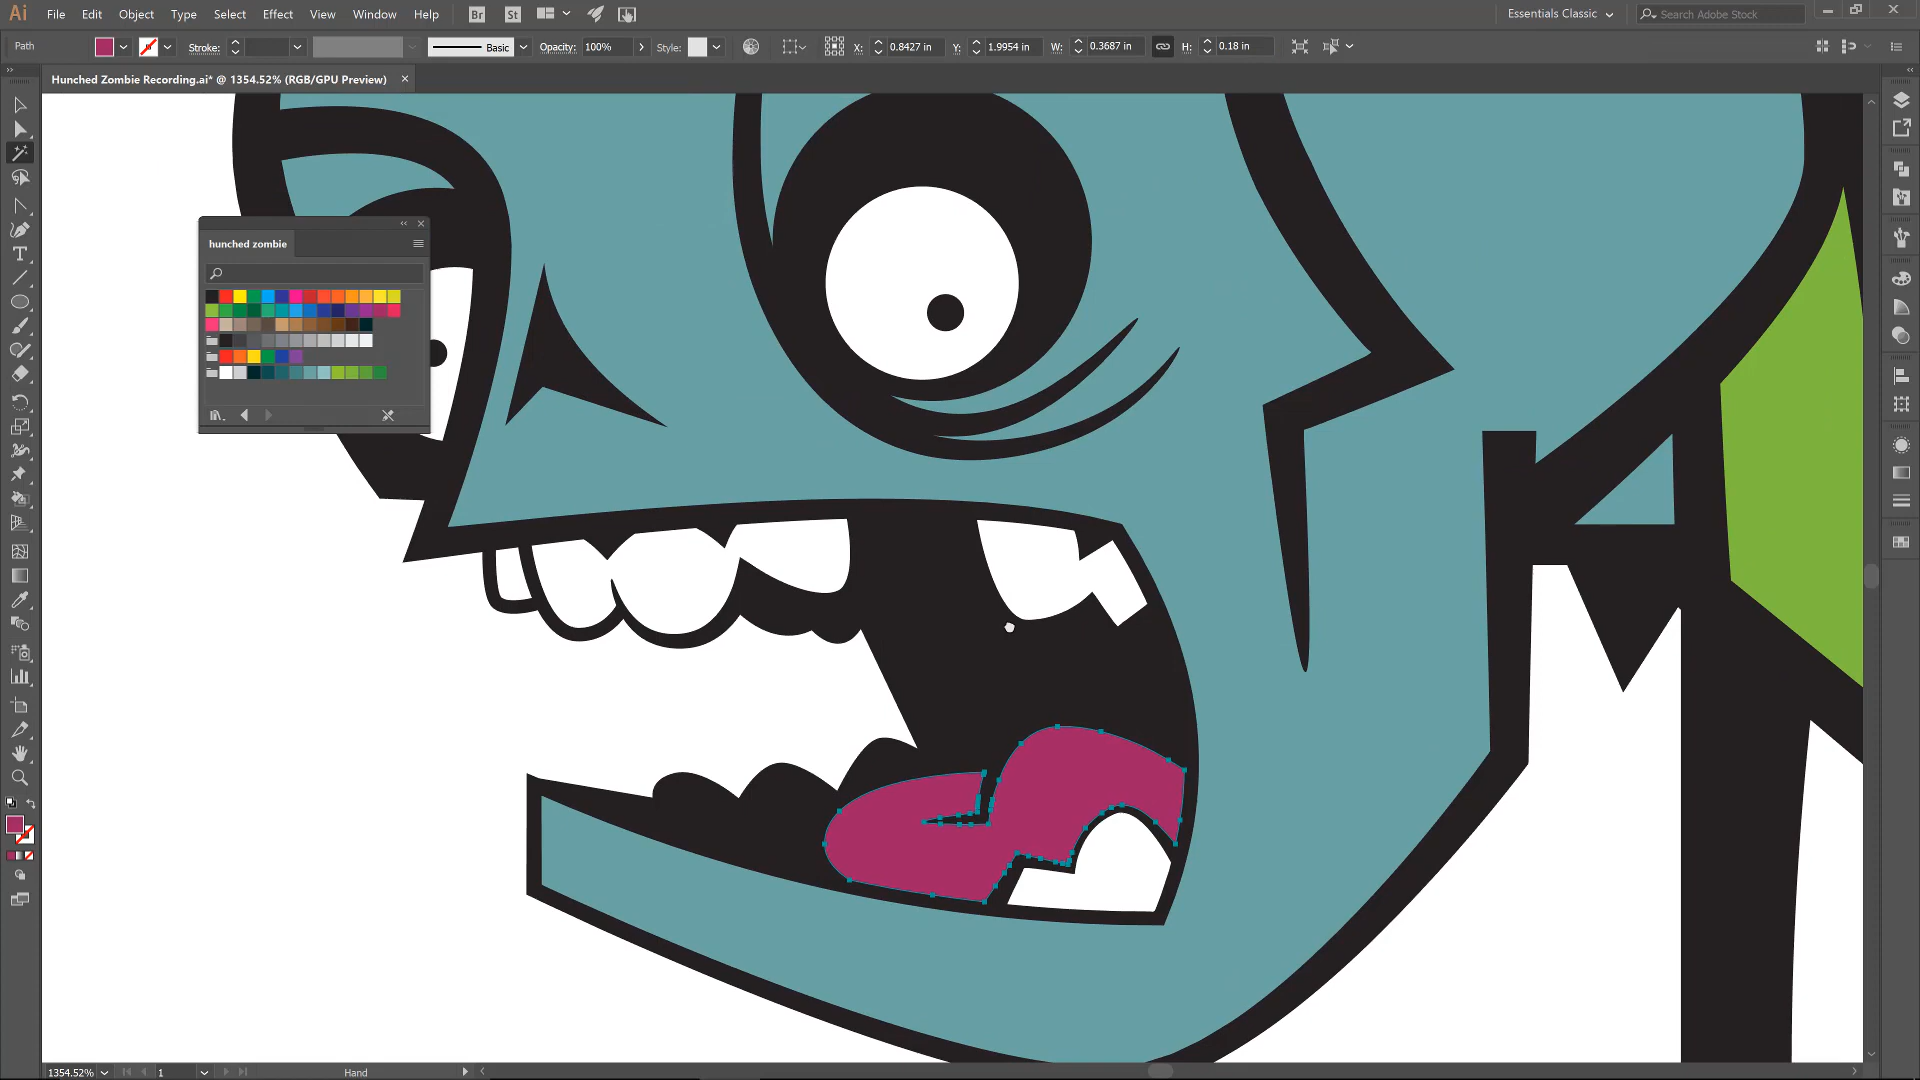 Ai File Edit Object Type Select Effect View Window Help Br St Essentials Classic Search Adobe Stock
Path Stroke: Basic Opacity: 100% Style: X: 0.8427 in Y: 1.9954 in W: 0.3687 in H: 0.18 in
Hunched Zombie Recording.ai* @ 1354.52% (RGB/GPU Preview)
hunched zombie
1354.52% 1 Hand